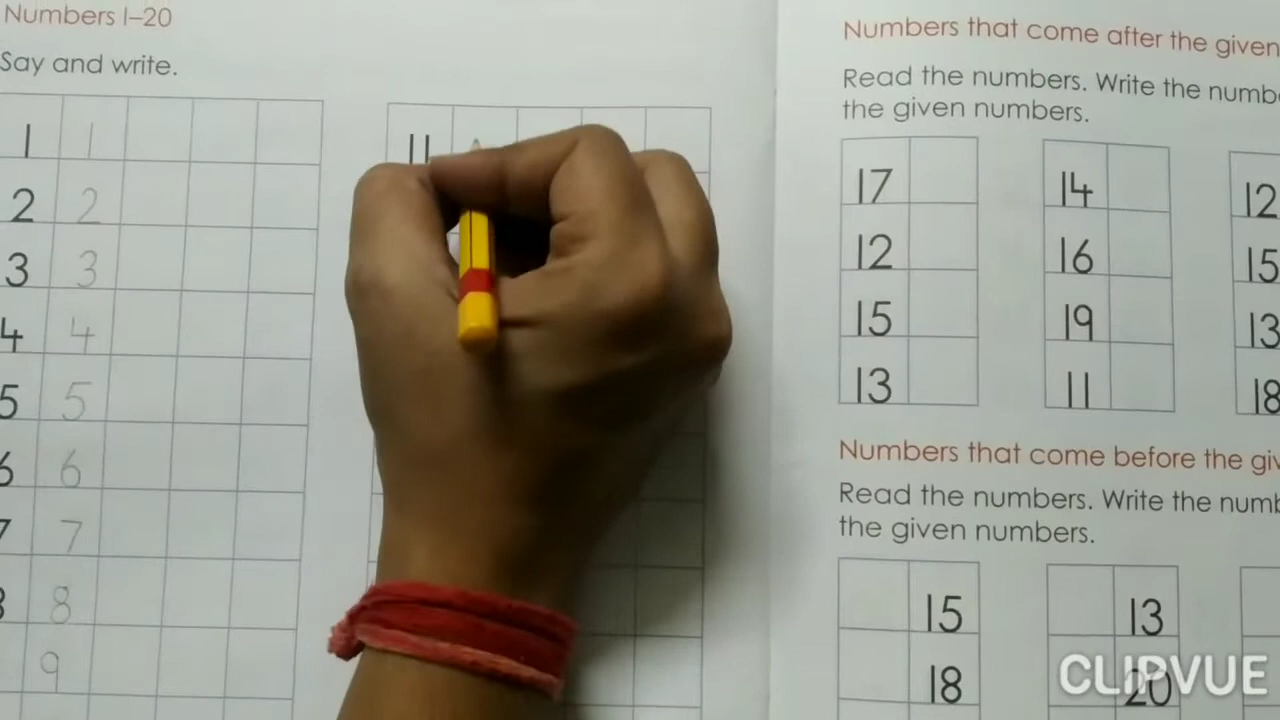 Numbers 1–20
Say and write.
1 1
2 2
3 3
4 4
5 5
6 6
7 7
8 8
9
11
Numbers that come after the given
Read the numbers. Write the
the given numbers.
17 14 12
12 16 15
15 19 13
13 11 18
Numbers that come before the
Read the numbers. Write the
the given numbers.
15 13
18 20
CLIPVUE